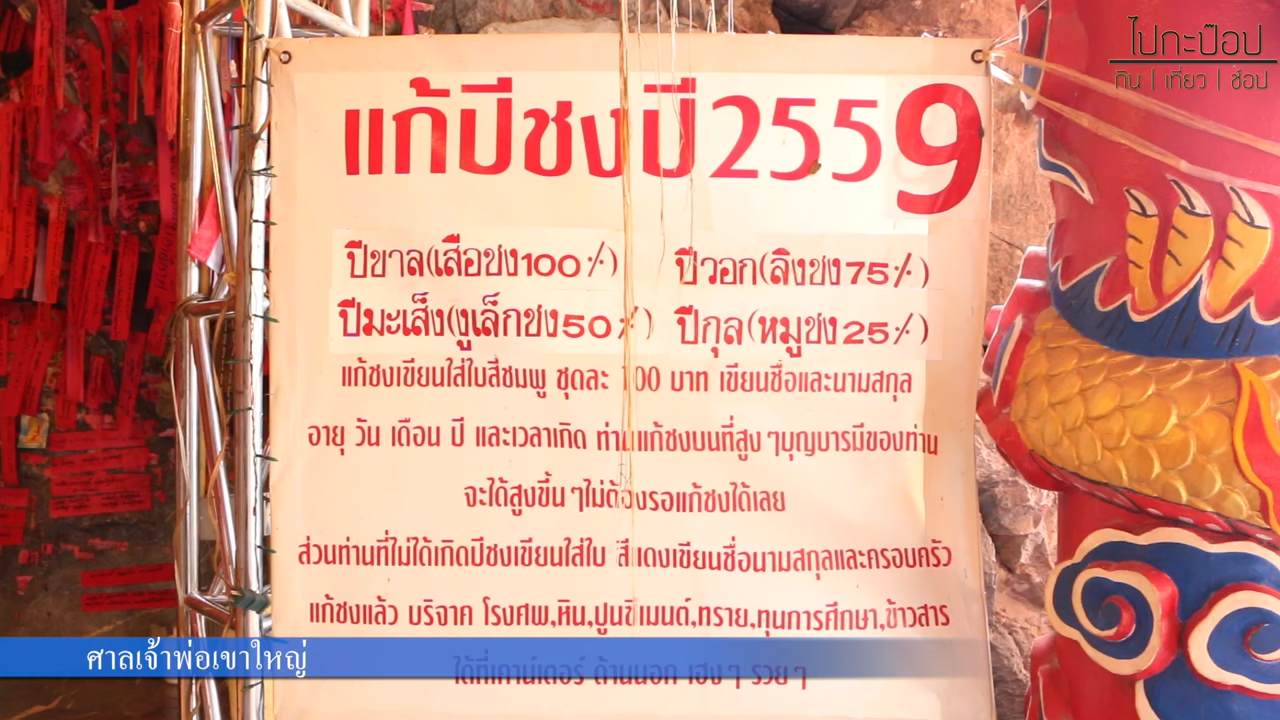 ไปกะป๊อป
กิน | เที่ยว | ช้อป
แก้ปีชงปี 2559
ปีขาล(เสือชง100%) ปีวอก(ลิงชง75%)
ปีมะเส็ง(งูเล็กชง50%) ปีกุล(หมูชง25%)
แก้ชงเขียนใส่ใบสีชมพู ชุดละ 100 บาท เขียนชื่อและนามสกุล
อายุ วัน เดือน ปี และเวลาเกิด ท่านแก้ชงบนที่สูง ๆบุญบารมีของท่าน
จะได้สูงขึ้น ๆไม่ต้องรอแก้ชงได้เลย
ส่วนท่านที่ไม่ได้เกิดปีชงเขียนใส่ใบ สีแดงเขียนชื่อนามสกุลและครอบครัว
แก้ชงแล้ว บริจาค โรงศพ,หิน,ปูนซีเมนต์,ทราย,ทุนการศึกษา,ข้าวสาร
ได้ที่เคาน์เตอร์ ด้านนอก เฮง ๆ รวย ๆ
ศาลเจ้าพ่อเขาใหญ่